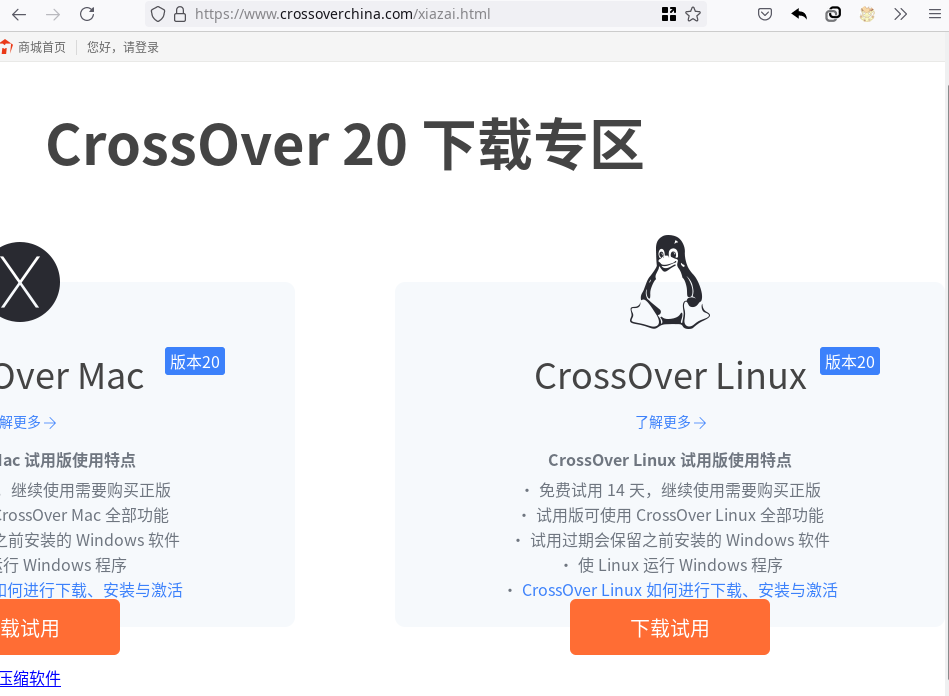 https://www.crossoverchina.com/xiazai.html
商城首页 您好，请登录
CrossOver 20 下载专区
Over Mac 版本20
解更多→
Mac 试用版使用特点
，继续使用需要购买正版
CrossOver Mac 全部功能
之前安装的 Windows 软件
运行 Windows 程序
如何进行下载、安装与激活
载试用
压缩软件
CrossOver Linux 版本20
了解更多→
CrossOver Linux 试用版使用特点
· 免费试用 14 天，继续使用需要购买正版
· 试用版可使用 CrossOver Linux 全部功能
· 试用过期会保留之前安装的 Windows 软件
· 使 Linux 运行 Windows 程序
· CrossOver Linux 如何进行下载、安装与激活
下载试用